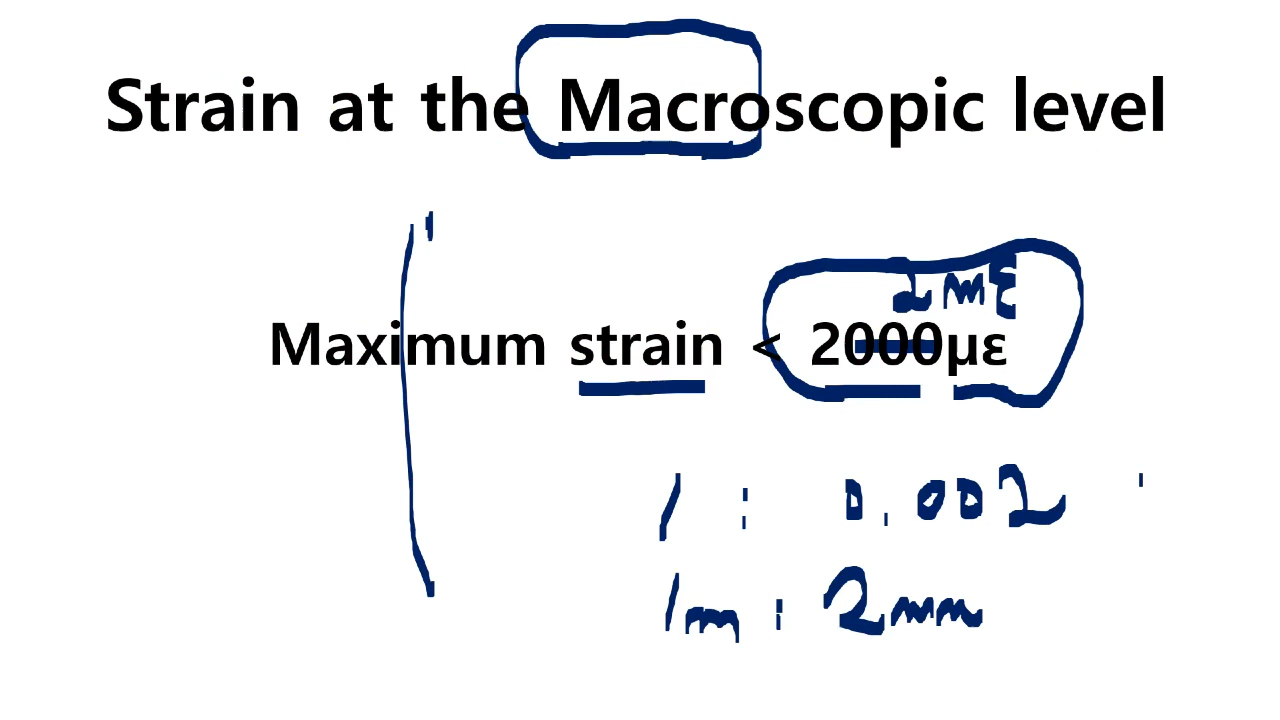 Strain at the Macroscopic level
2mε
Maximum strain < 2000με
1 : 0.002
1m : 2mm